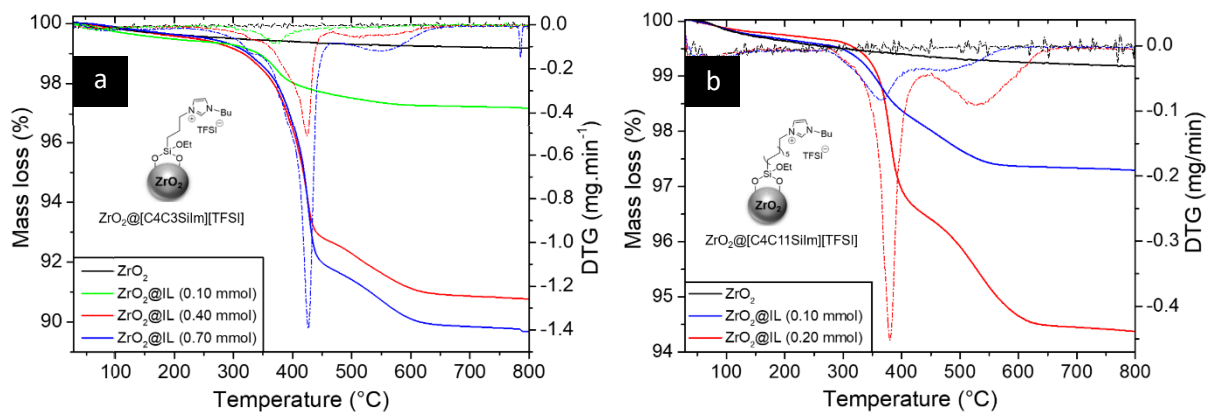 100
98
96
94
92
90
Mass loss (%)
a
N
N
Bu
+
TFSI⊖
Si
OEt
O
O
ZrO2
ZrO2@[C4C3SiIm][TFSI]
ZrO2
ZrO2@IL (0.10 mmol)
ZrO2@IL (0.40 mmol)
ZrO2@IL (0.70 mmol)
100 200 300 400 500 600 700 800
Temperature (°C)
0.0
-0.2
-0.4
-0.6
-0.8
-1.0
-1.2
-1.4
DTG (mg.min-1)
100
99
98
97
96
95
94
Mass loss (%)
b
N
N
Bu
+
TFSI⊖
5
Si
OEt
O
O
ZrO2
ZrO2@[C4C11SiIm][TFSI]
ZrO2
ZrO2@IL (0.10 mmol)
ZrO2@IL (0.20 mmol)
100 200 300 400 500 600 700 800
Temperature (°C)
0.0
-0.1
-0.2
-0.3
-0.4
DTG (mg/min)